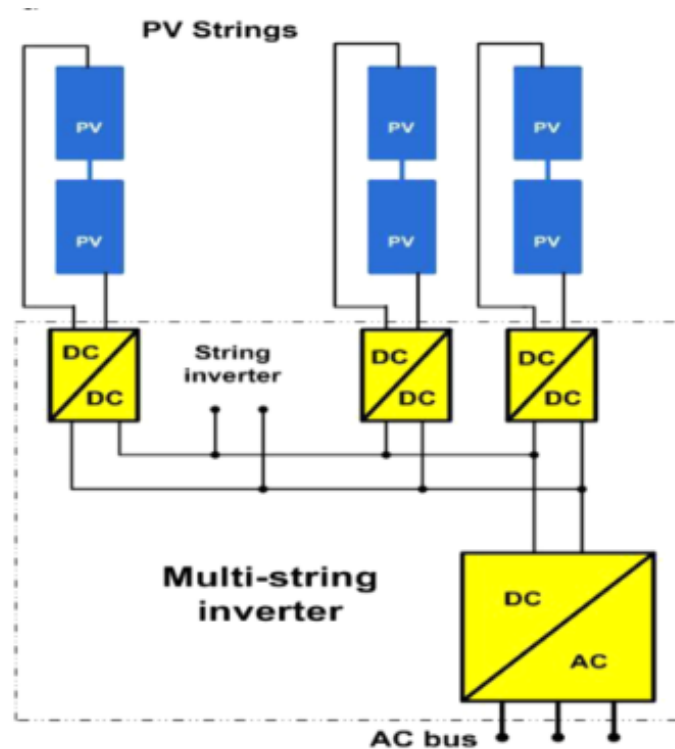 PV Strings
PV
PV
PV
PV
PV
PV
DC
DC
String
inverter
DC
DC
DC
DC
Multi-string
inverter
DC
AC
AC bus